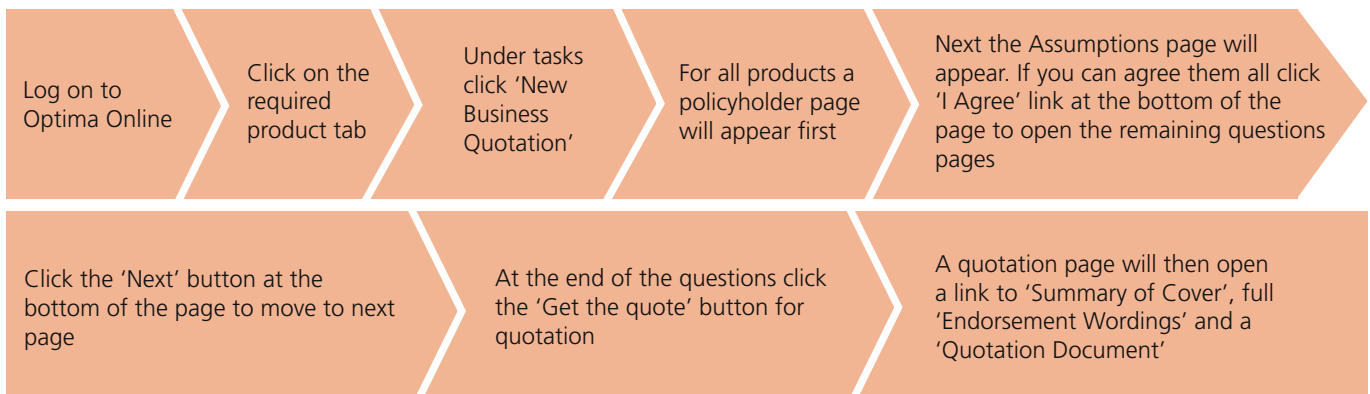 Log on to
Optima Online
Click on the
required
product tab
Under tasks
click ‘New
Business
Quotation’
For all products a
policyholder page
will appear first
Next the Assumptions page will
appear. If you can agree them all click
‘I Agree’ link at the bottom of the
page to open the remaining questions
pages
Click the ‘Next’ button at the
bottom of the page to move to next
page
At the end of the questions click
the ‘Get the quote’ button for
quotation
A quotation page will then open
a link to ‘Summary of Cover’, full
‘Endorsement Wordings’ and a
‘Quotation Document’